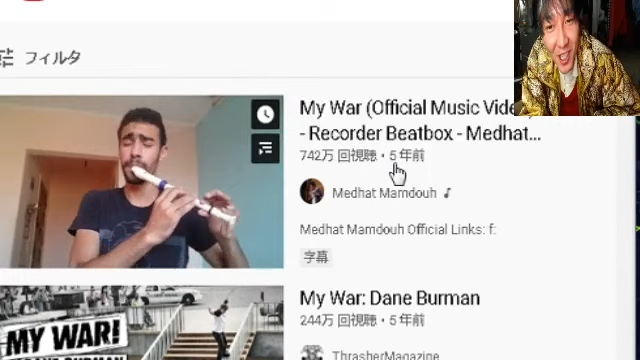 フィルタ
My War (Official Music Vide
- Recorder Beatbox - Medhat...
742万 回視聴・5 年前
Medhat Mamdouh ♪
Medhat Mamdouh Official Links: f:
字幕
My War: Dane Burman
244万 回視聴・5 年前
MY WAR!
DANE BURMAN
ThrasherMagazine